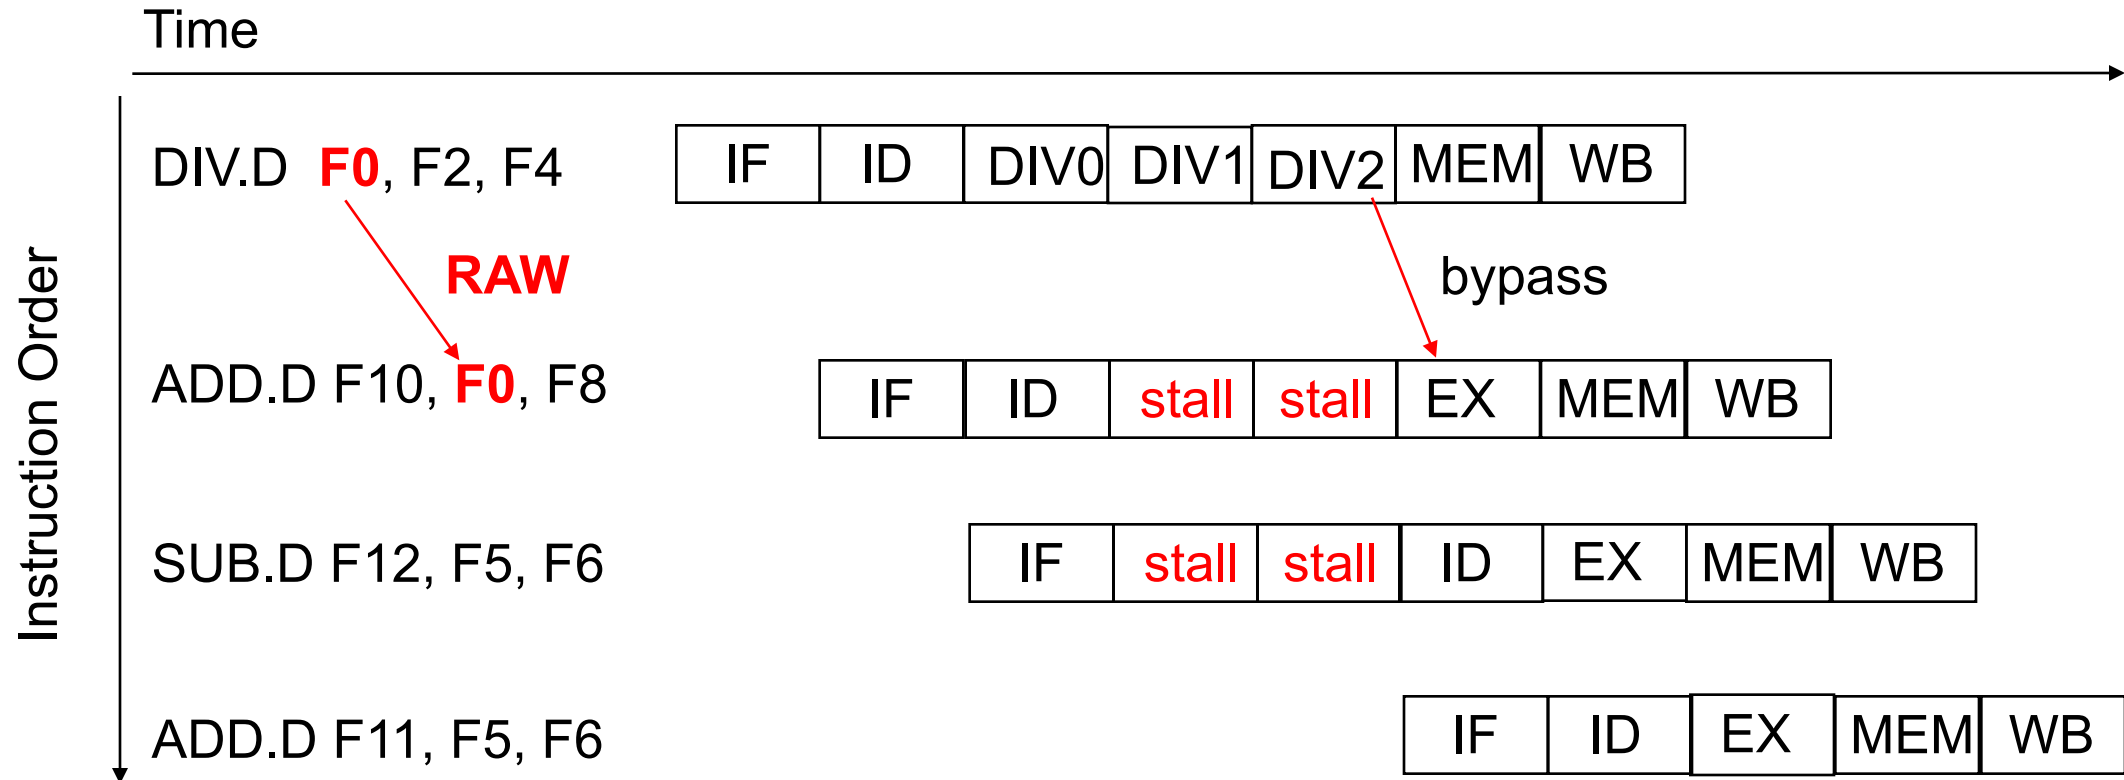 Time
Instruction Order
DIV.D F0, F2, F4
IF ID DIV0 DIV1 DIV2 MEM WB
RAW
bypass
ADD.D F10, F0, F8
IF ID stall stall EX MEM WB
SUB.D F12, F5, F6
IF stall stall ID EX MEM WB
ADD.D F11, F5, F6
IF ID EX MEM WB